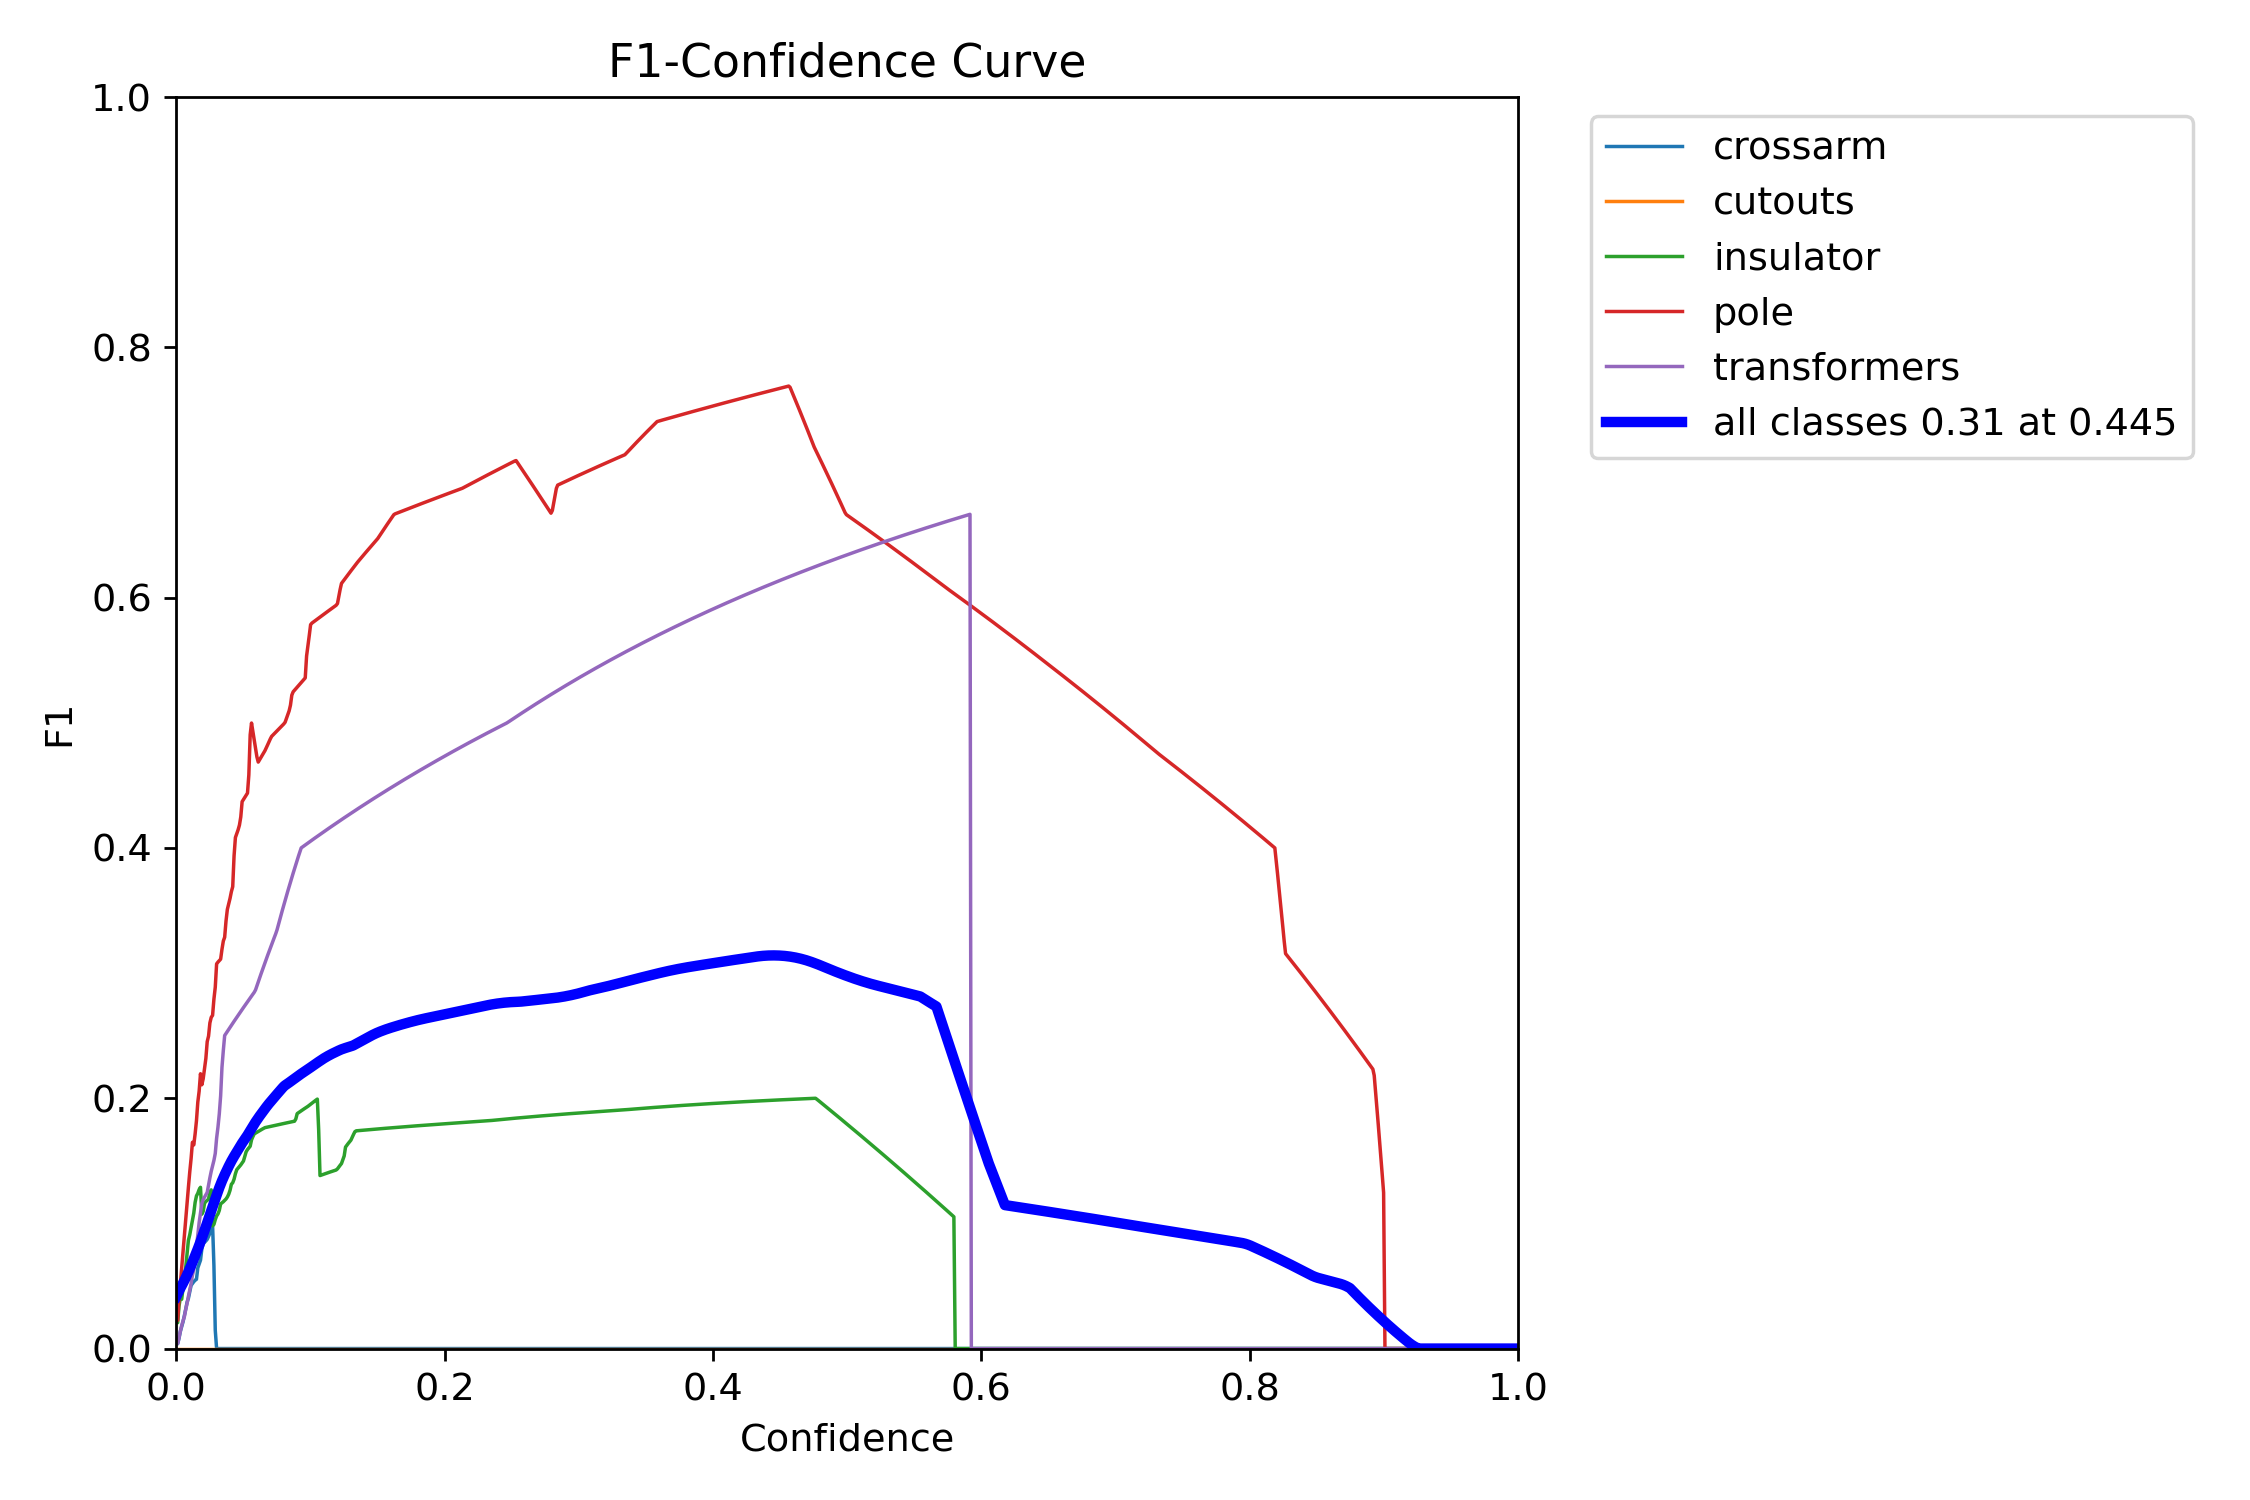 F1-Confidence Curve
1.0
0.8
0.6
0.4
0.2
0.0
F1
0.0 0.2 0.4 0.6 0.8 1.0
Confidence
crossarm
cutouts
insulator
pole
transformers
all classes 0.31 at 0.445